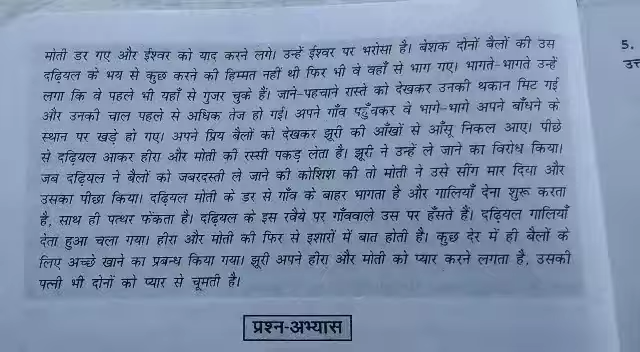 मोती डर गए और ईश्वर को याद करने लगे। उन्हें ईश्वर पर भरोसा है। बेशक दोनों बैलों की उस
दढ़ियल के भय से कुछ करने की हिम्मत नहीं थी फिर भी वे वहाँ से भाग गए। भागते-भागते उन्हें
लगा कि वे पहले भी यहाँ से गुजर चुके हैं। जाने-पहचाने रास्ते को देखकर उनकी थकान मिट गई
और उनकी चाल पहले से अधिक तेज हो गई। अपने गाँव पहुँचकर वे भागे-भागे अपने बाँधने के
स्थान पर खड़े हो गए। अपने प्रिय बैलों को देखकर झूरी की आँखों से आँसू निकल आए। पीछे
से दढ़ियल आकर हीरा और मोती की रस्सी पकड़ लेता है। झूरी ने उन्हें ले जाने का विरोध किया।
जब दढ़ियल ने बैलों को जबरदस्ती ले जाने की कोशिश की तो मोती ने उसे सींग मार दिया और
उसका पीछा किया। दढ़ियल मोती के डर से गाँव के बाहर भागता है और गालियाँ देना शुरू करता
है, साथ ही पत्थर फेंकता है। दढ़ियल के इस रवैये पर गाँववाले उस पर हँसते हैं। दढ़ियल गालियाँ
देता हुआ चला गया। हीरा और मोती की फिर से इशारों में बात होती है। कुछ देर में ही बैलों के
लिए अच्छे खाने का प्रबन्ध किया गया। झूरी अपने हीरा और मोती को प्यार करने लगता है, उसकी
पत्नी भी दोनों को प्यार से चूमती है।
प्रश्न-अभ्यास
5.